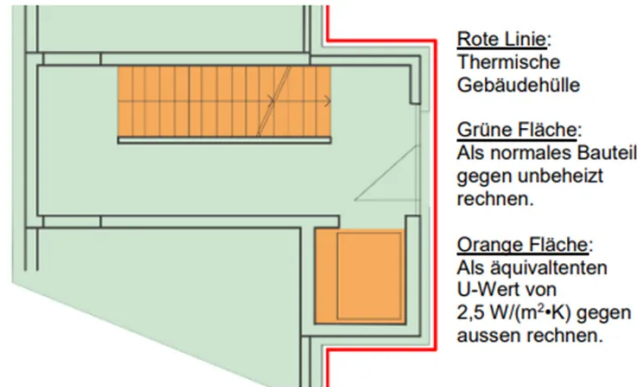 Rote Linie:
Thermische
Gebäudehülle
Grüne Fläche:
Als normales Bauteil
gegen unbeheizt
rechnen.
Orange Fläche:
Als äquivaltenten
U-Wert von
2,5 W/(m²•K) gegen
aussen rechnen.